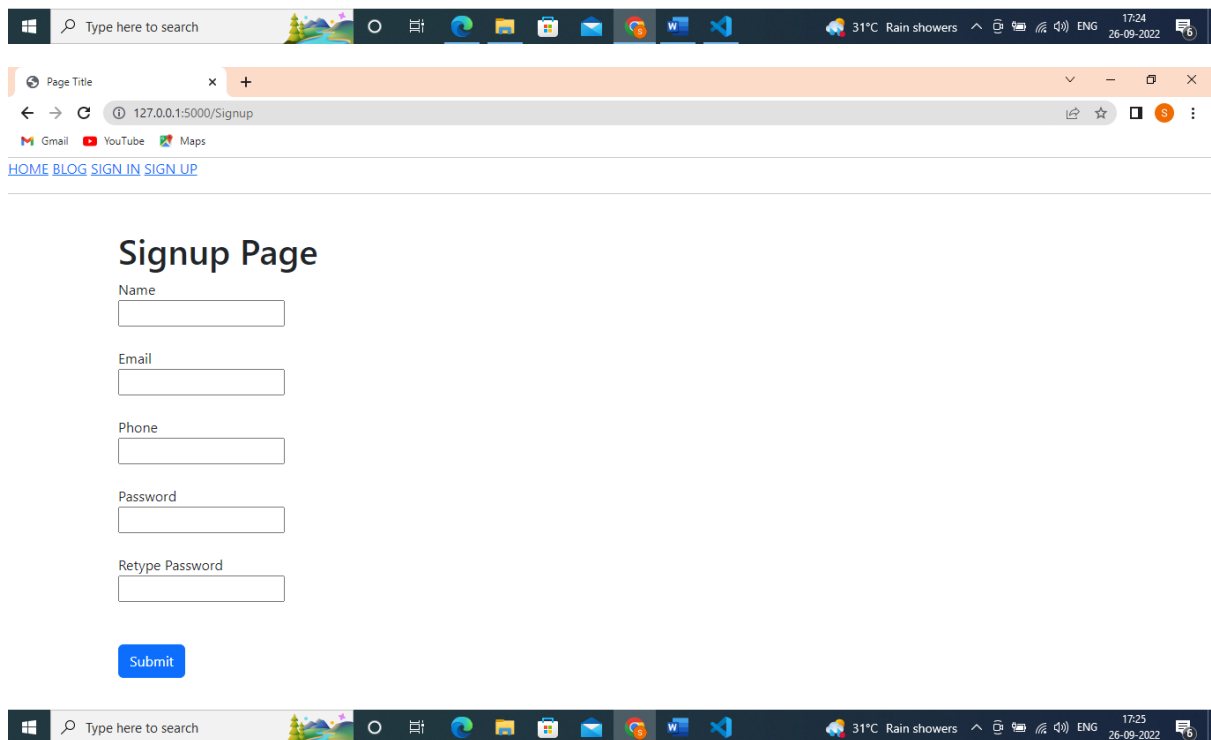 Type here to search 31°C Rain showers ENG 17:24
26-09-2022 6
Page Title
127.0.0.1:5000/Signup S
Gmail YouTube Maps
HOME BLOG SIGN IN SIGN UP
Signup Page
Name
Email
Phone
Password
Retype Password
Submit
Type here to search 31°C Rain showers ENG 17:25
26-09-2022 6